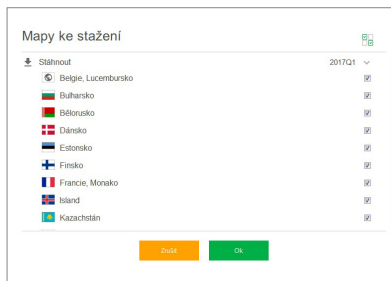 Mapy ke stažení
Stáhnout 2017Q1
Belgie, Lucembursko
Bulharsko
Bělorusko
Dánsko
Estonsko
Finsko
Francie, Monako
Island
Kazachstán
Zrušit Ok